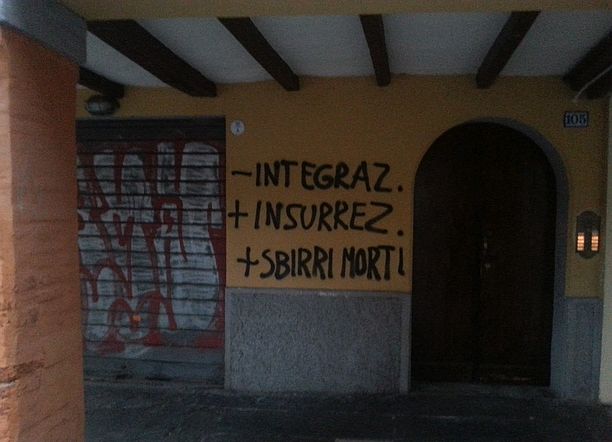 105
- INTEGRAZ.
+ INSURREZ.
+ SBIRRI MORTI